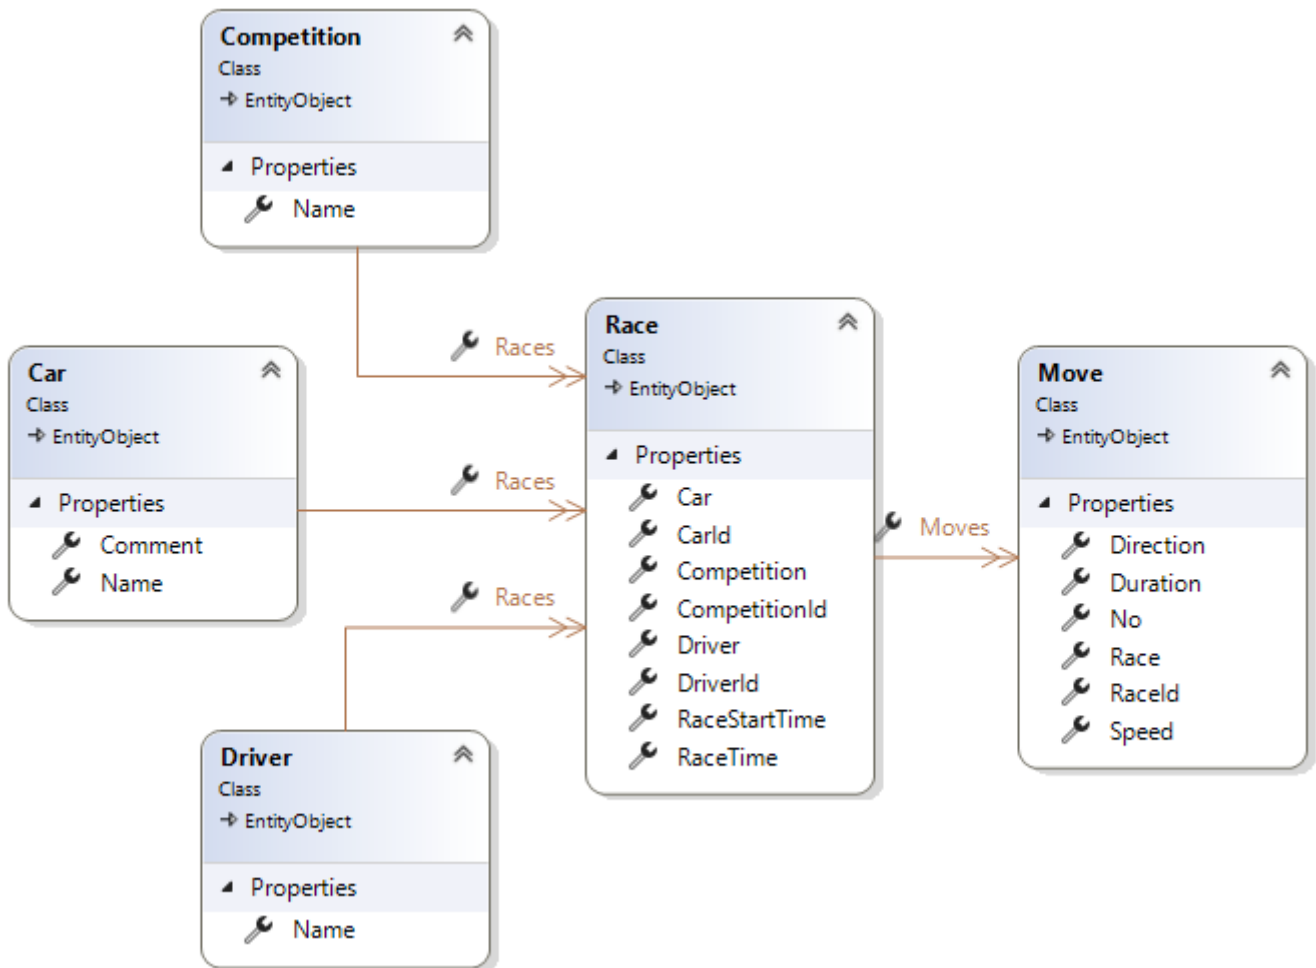 Competition
Class
EntityObject
Properties
Name
Races
Car
Class
EntityObject
Properties
Comment
Name
Races
Driver
Class
EntityObject
Properties
Name
Races
Race
Class
EntityObject
Properties
Car
CarId
Competition
CompetitionId
Driver
DriverId
RaceStartTime
RaceTime
Moves
Move
Class
EntityObject
Properties
Direction
Duration
No
Race
RaceId
Speed